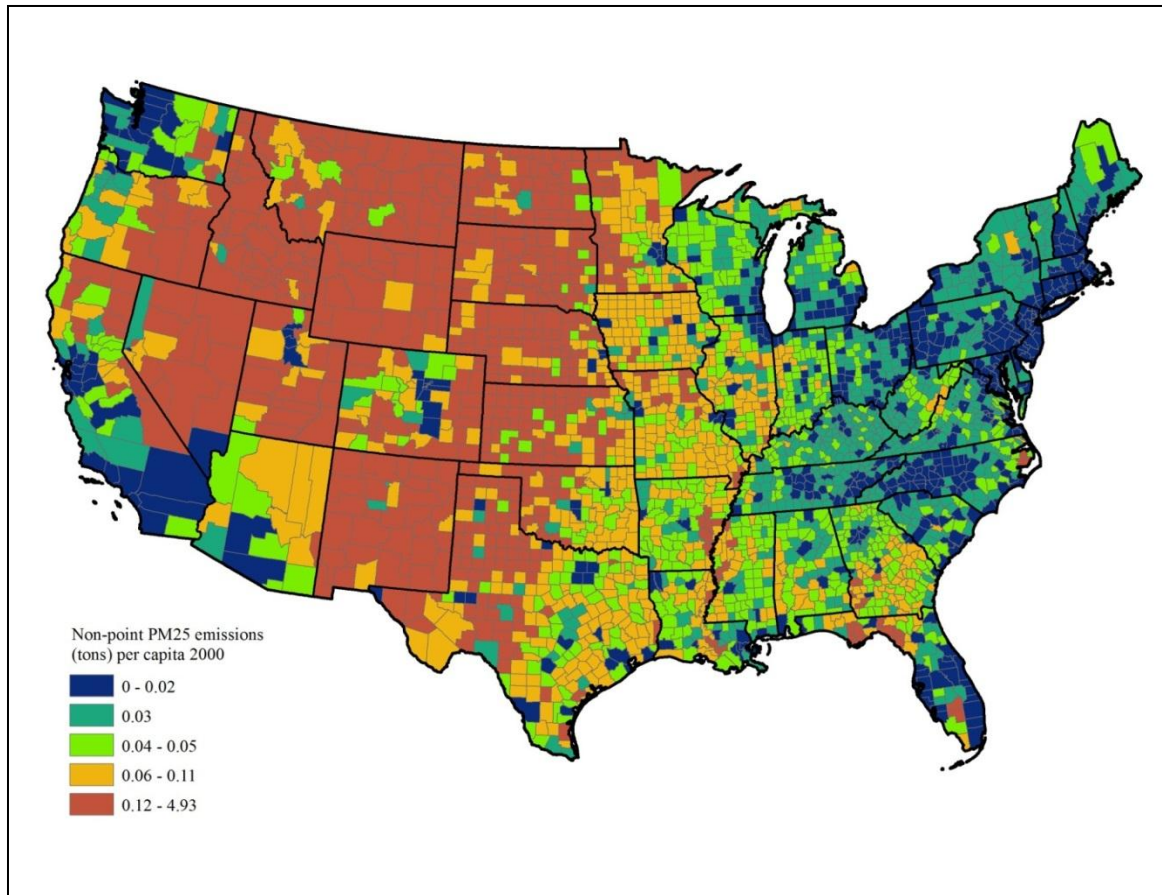 Non-point PM25 emissions
(tons) per capita 2000
0 - 0.02
0.03
0.04 - 0.05
0.06 - 0.11
0.12 - 4.93